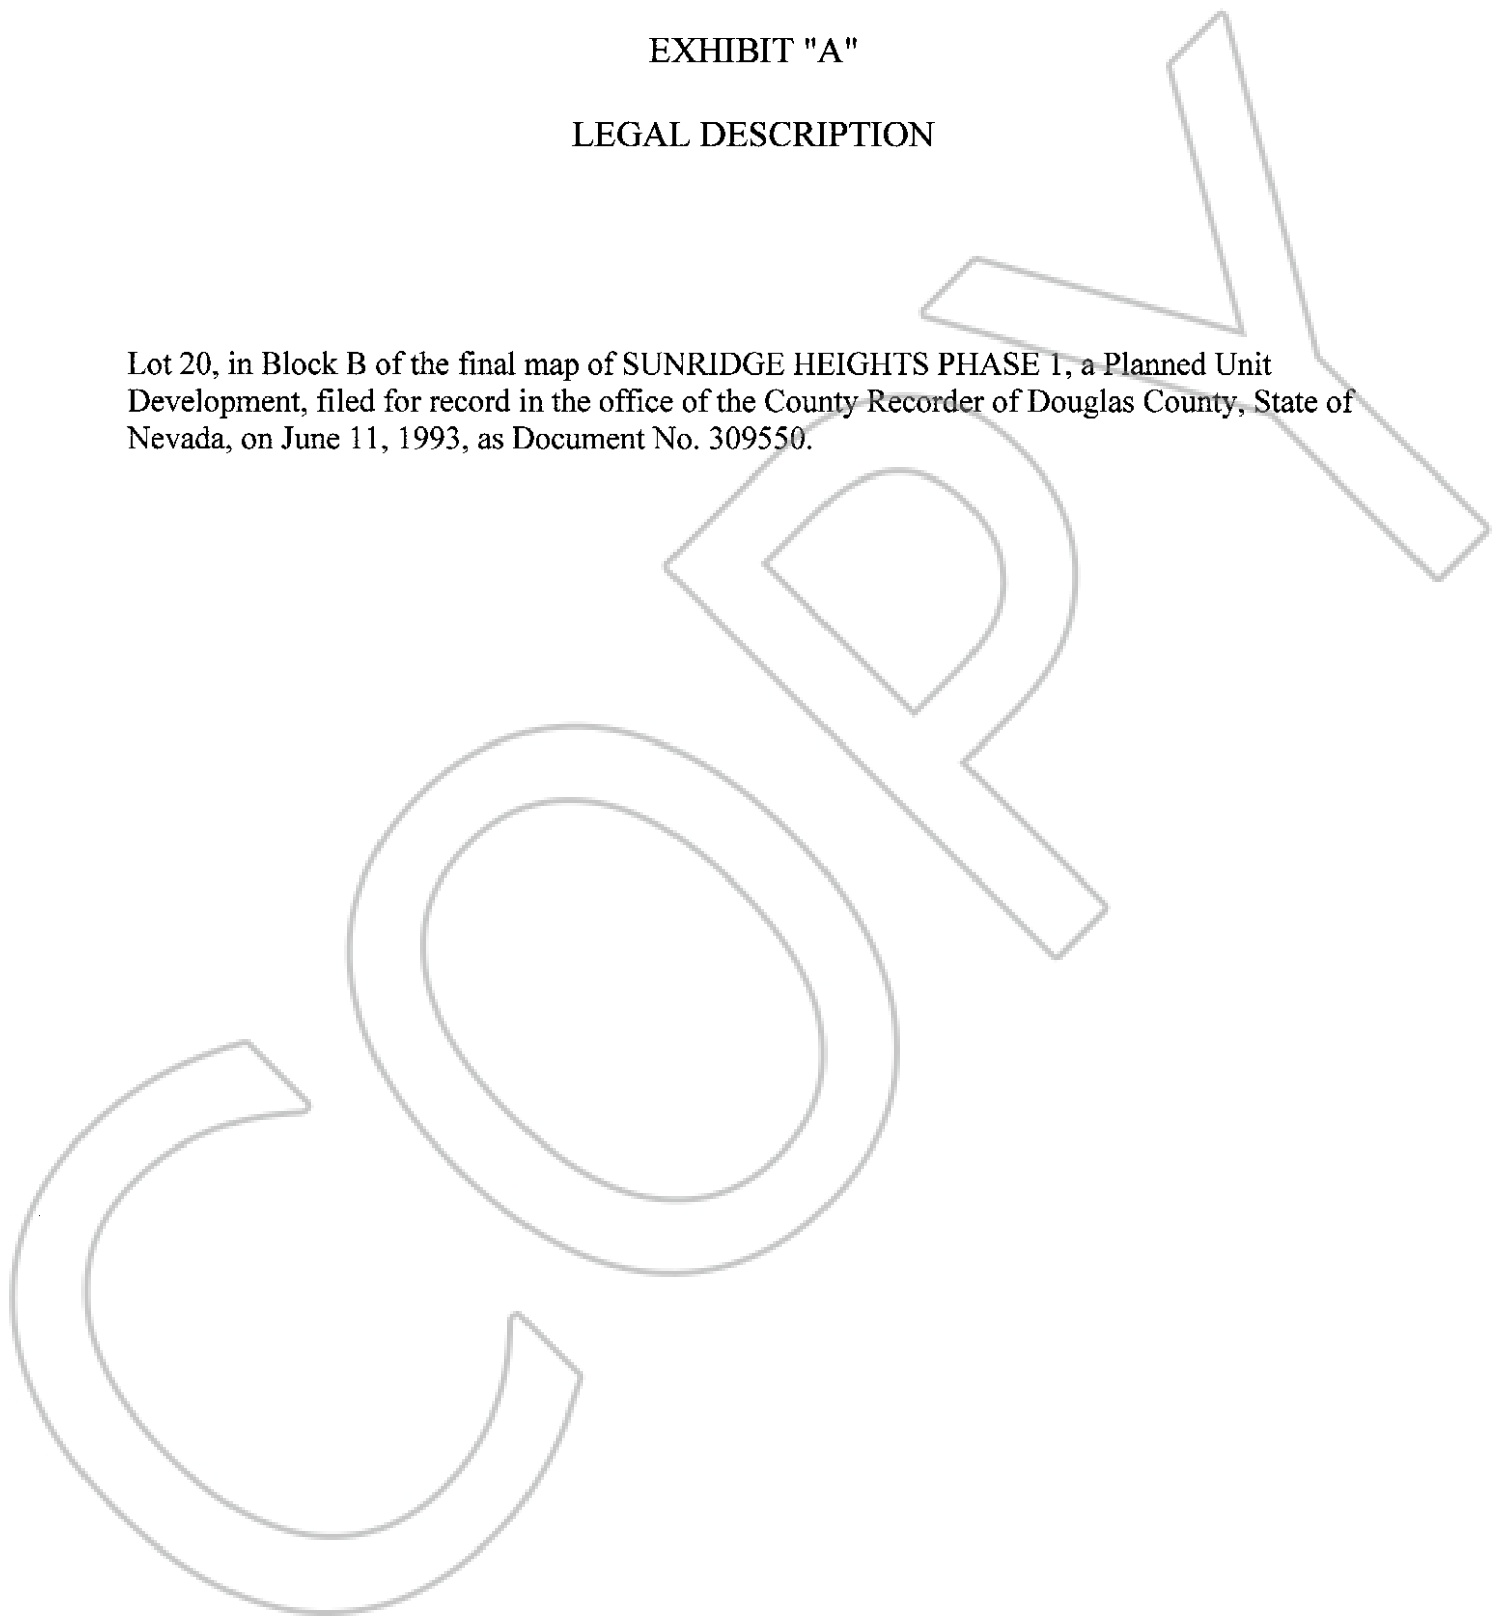 EXHIBIT "A"
LEGAL DESCRIPTION
Lot 20, in Block B of the final map of SUNRIDGE HEIGHTS PHASE 1, a Planned Unit
Development, filed for record in the office of the County Recorder of Douglas County, State of
Nevada, on June 11, 1993, as Document No. 309550.
COPY